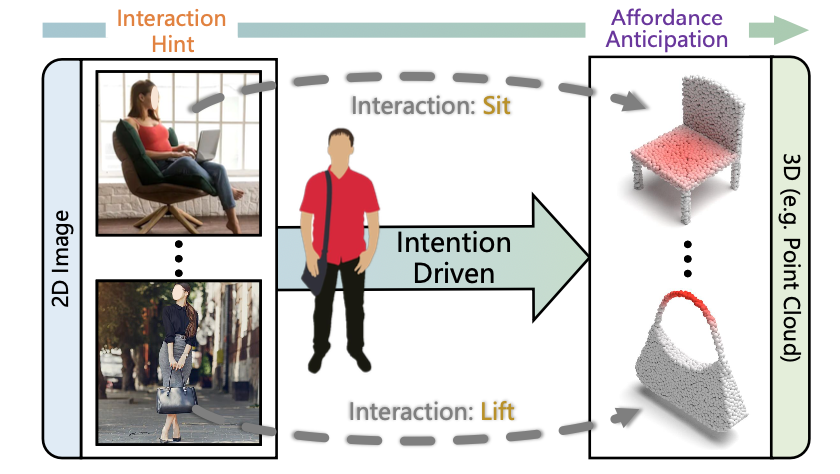 Interaction
Hint
Affordance
Anticipation
2D Image
Interaction: Sit
Intention
Driven
Interaction: Lift
3D (e.g. Point Cloud)